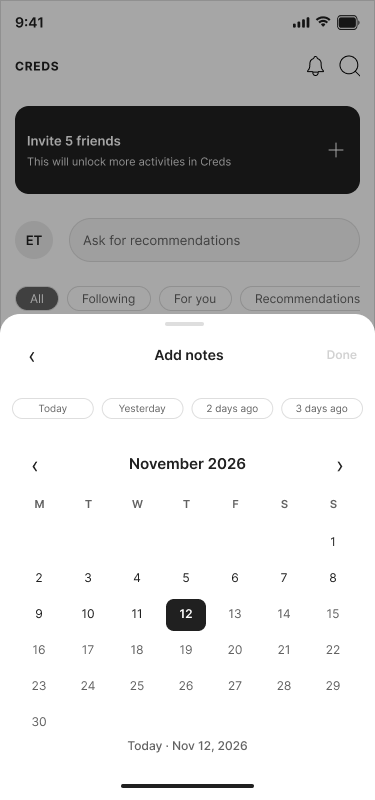 9:41
CREDS
Invite 5 friends
This will unlock more activities in Creds
ET Ask for recommendations
All Following For you Recommendations
Add notes Done
Today Yesterday 2 days ago 3 days ago
November 2026
M T W T F S S
1
2 3 4 5 6 7 8
9 10 11 12 13 14 15
16 17 18 19 20 21 22
23 24 25 26 27 28 29
30
Today · Nov 12, 2026